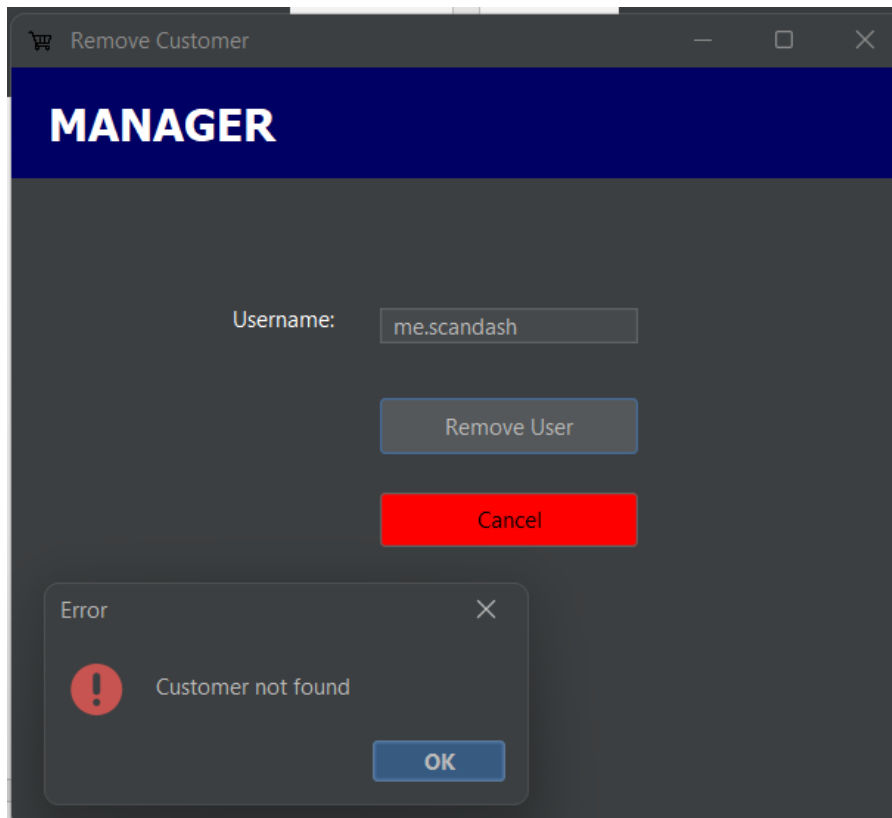 Remove Customer
MANAGER
Username:
me.scandash
Remove User
Cancel
Error
Customer not found
OK